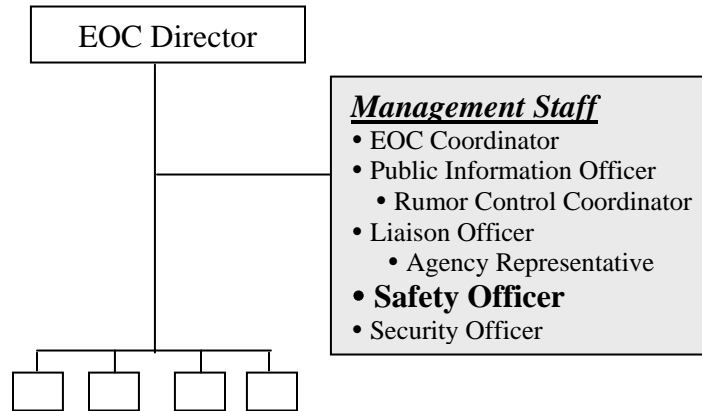 EOC Director
Management Staff
• EOC Coordinator
• Public Information Officer
• Rumor Control Coordinator
• Liaison Officer
• Agency Representative
• Safety Officer
• Security Officer